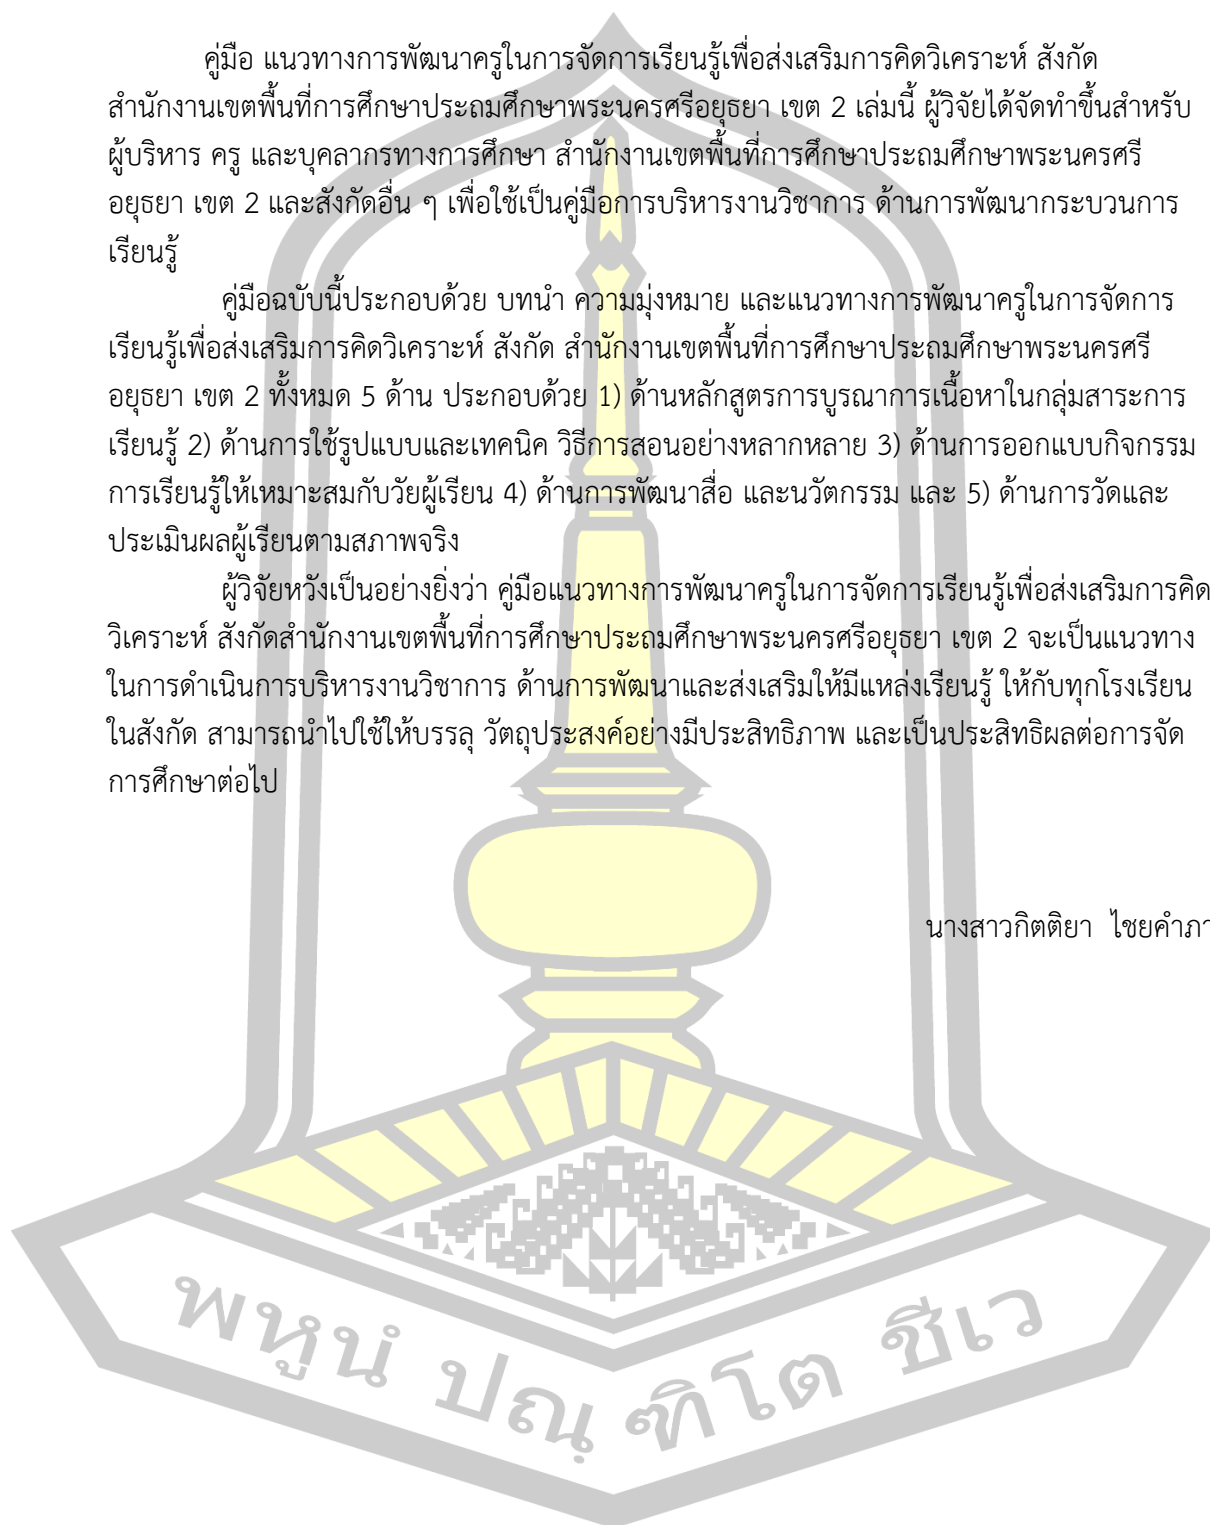 คู่มือ แนวทางการพัฒนาครูในการจัดการเรียนรู้เพื่อส่งเสริมการคิดวิเคราะห์ สังกัด
สำนักงานเขตพื้นที่การศึกษาประถมศึกษาพระนครศรีอยุธยา เขต 2 เล่มนี้ ผู้วิจัยได้จัดทำขึ้นสำหรับ
ผู้บริหาร ครู และบุคลากรทางการศึกษา สำนักงานเขตพื้นที่การศึกษาประถมศึกษาพระนครศรี
อยุธยา เขต 2 และสังกัดอื่น ๆ เพื่อใช้เป็นคู่มือการบริหารงานวิชาการ ด้านการพัฒนากระบวนการ
เรียนรู้
คู่มือฉบับนี้ประกอบด้วย บทนำ ความมุ่งหมาย และแนวทางการพัฒนาครูในการจัดการ
เรียนรู้เพื่อส่งเสริมการคิดวิเคราะห์ สังกัด สำนักงานเขตพื้นที่การศึกษาประถมศึกษาพระนครศรี
อยุธยา เขต 2 ทั้งหมด 5 ด้าน ประกอบด้วย 1) ด้านหลักสูตรการบูรณาการเนื้อหาในกลุ่มสาระการ
เรียนรู้ 2) ด้านการใช้รูปแบบและเทคนิค วิธีการสอนอย่างหลากหลาย 3) ด้านการออกแบบกิจกรรม
การเรียนรู้ให้เหมาะสมกับวัยผู้เรียน 4) ด้านการพัฒนาสื่อ และนวัตกรรม และ 5) ด้านการวัดและ
ประเมินผลผู้เรียนตามสภาพจริง
ผู้วิจัยหวังเป็นอย่างยิ่งว่า คู่มือแนวทางการพัฒนาครูในการจัดการเรียนรู้เพื่อส่งเสริมการคิด
วิเคราะห์ สังกัดสำนักงานเขตพื้นที่การศึกษาประถมศึกษาพระนครศรีอยุธยา เขต 2 จะเป็นแนวทาง
ในการดำเนินการบริหารงานวิชาการ ด้านการพัฒนาและส่งเสริมให้มีแหล่งเรียนรู้ ให้กับทุกโรงเรียน
ในสังกัด สามารถนำไปใช้ให้บรรลุ วัตถุประสงค์อย่างมีประสิทธิภาพ และเป็นประสิทธิผลต่อการจัด
การศึกษาต่อไป
นางสาวกิตติยา ไชยคำภา
พหูนํ ปณฺฑิโต ชีเว